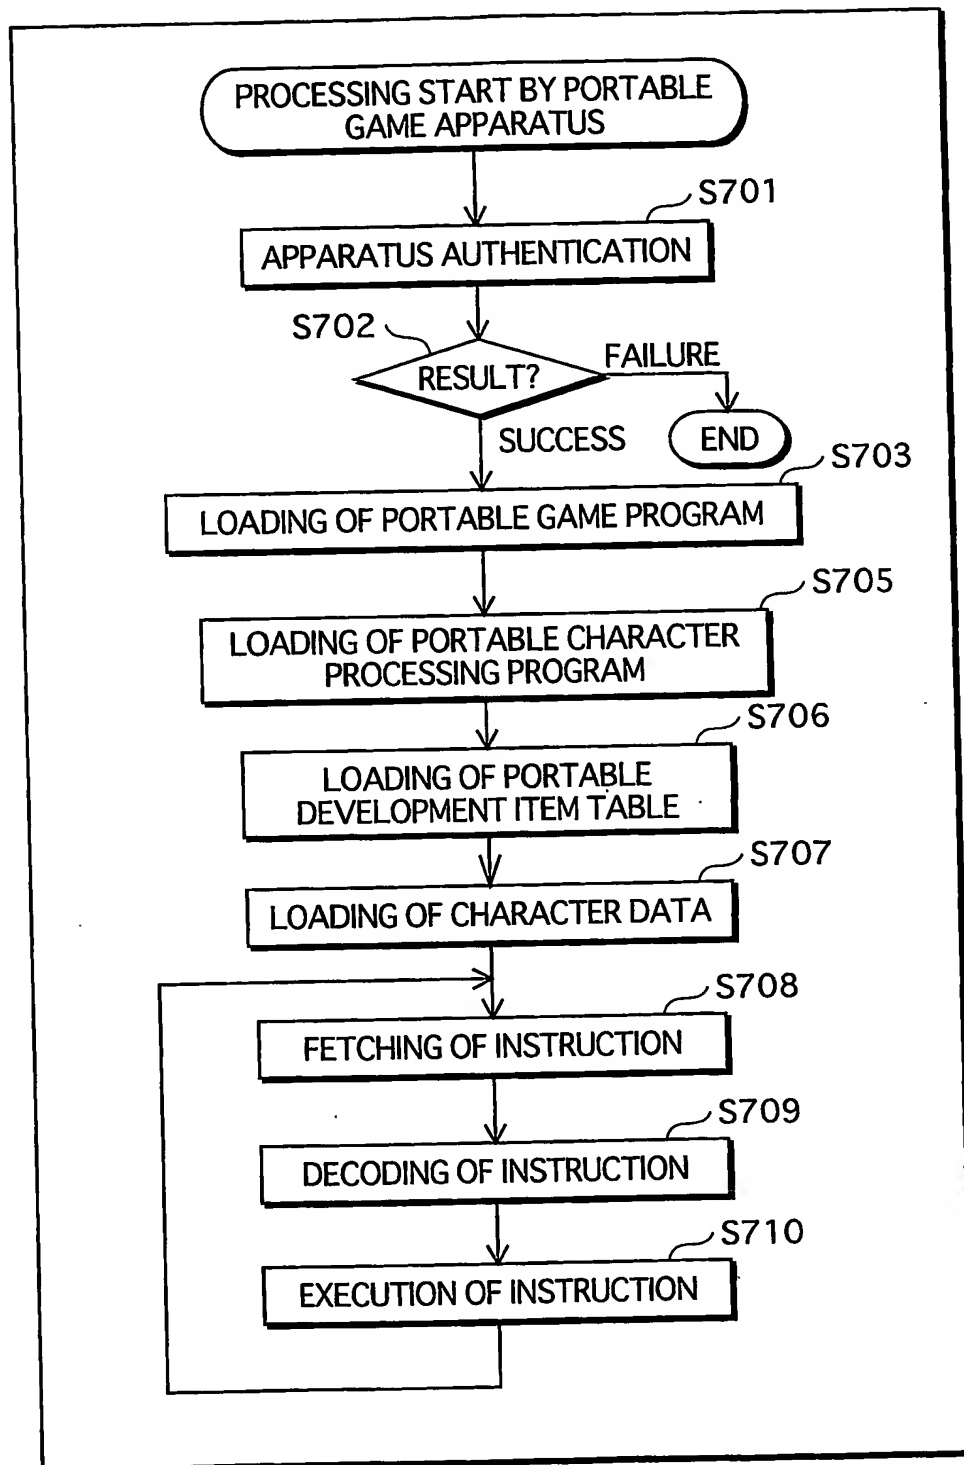 PROCESSING START BY PORTABLE
GAME APPARATUS
S701
APPARATUS AUTHENTICATION
S702
RESULT?
FAILURE
SUCCESS
END
S703
LOADING OF PORTABLE GAME PROGRAM
S705
LOADING OF PORTABLE CHARACTER
PROCESSING PROGRAM
S706
LOADING OF PORTABLE
DEVELOPMENT ITEM TABLE
S707
LOADING OF CHARACTER DATA
S708
FETCHING OF INSTRUCTION
S709
DECODING OF INSTRUCTION
S710
EXECUTION OF INSTRUCTION